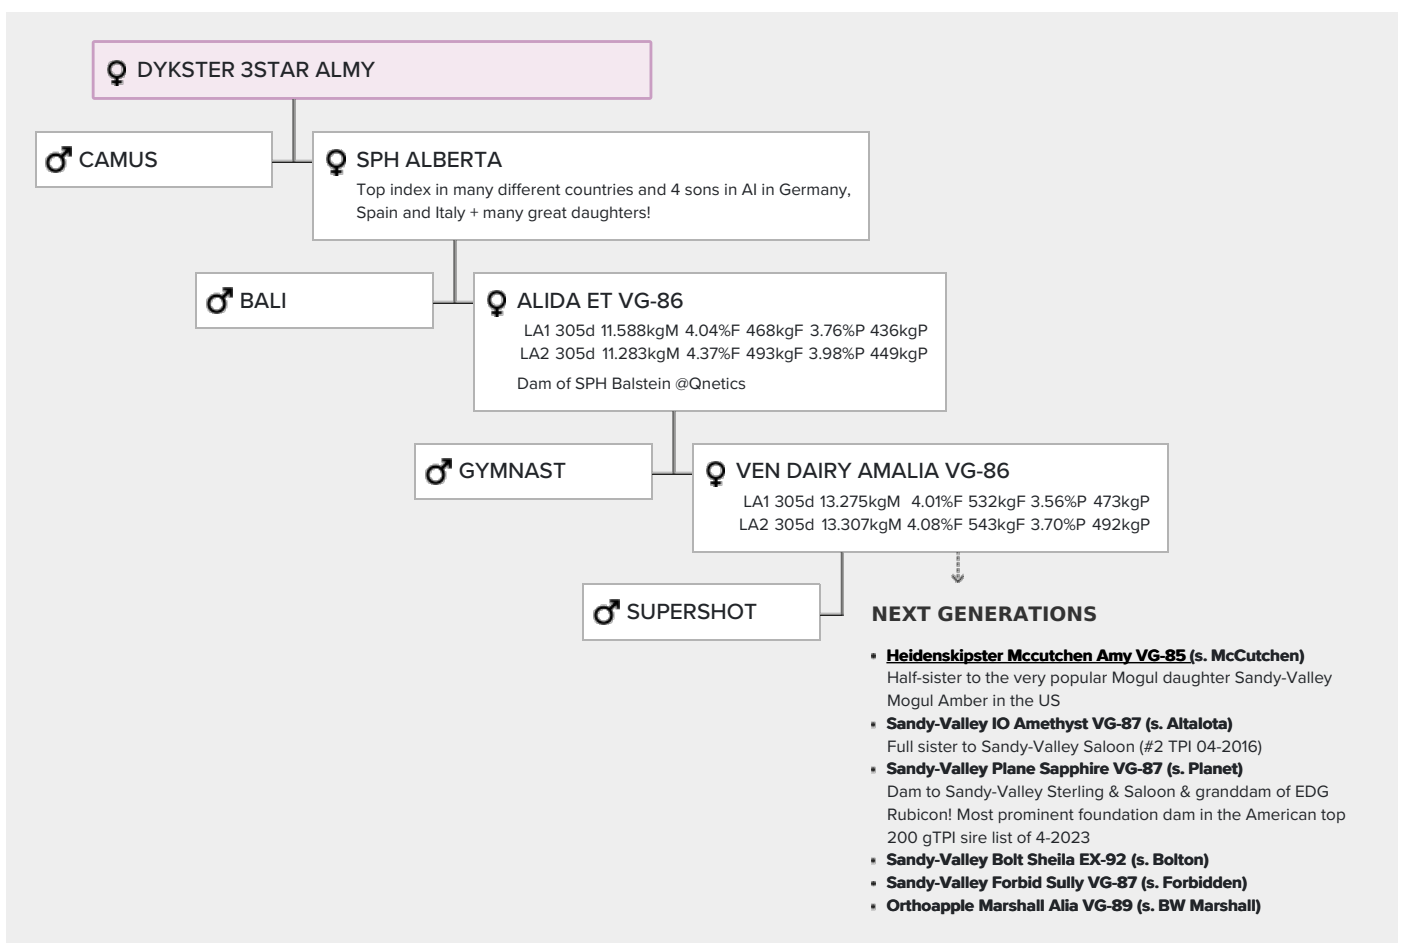 DYKSTER 3STAR ALMY
CAMUS
SPH ALBERTA
Top index in many different countries and 4 sons in AI in Germany,
Spain and Italy + many great daughters!
BALI
ALIDA ET VG-86
LA1 305d 11.588kgM 4.04%F 468kgF 3.76%P 436kgP
LA2 305d 11.283kgM 4.37%F 493kgF 3.98%P 449kgP
Dam of SPH Balstein @Qnetics
GYMNAST
VEN DAIRY AMALIA VG-86
LA1 305d 13.275kgM 4.01%F 532kgF 3.56%P 473kgP
LA2 305d 13.307kgM 4.08%F 543kgF 3.70%P 492kgP
SUPERSHOT
NEXT GENERATIONS
Heidenskipster Mccutchen Amy VG-85 (s. McCutchen)
Half-sister to the very popular Mogul daughter Sandy-Valley
Mogul Amber in the US
Sandy-Valley IO Amethyst VG-87 (s. AltaIota)
Full sister to Sandy-Valley Saloon (#2 TPI 04-2016)
Sandy-Valley Plane Sapphire VG-87 (s. Planet)
Dam to Sandy-Valley Sterling & Saloon & granddam of EDG
Rubicon! Most prominent foundation dam in the American top
200 gTPI sire list of 4-2023
Sandy-Valley Bolt Sheila EX-92 (s. Bolton)
Sandy-Valley Forbid Sully VG-87 (s. Forbidden)
Orthoapple Marshall Alia VG-89 (s. BW Marshall)